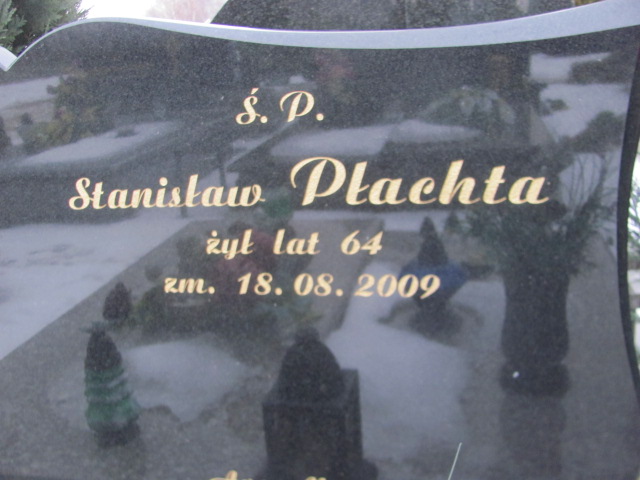 Ś. P.
Stanisław Płachta
żył lat 64
zm. 18.08.2009